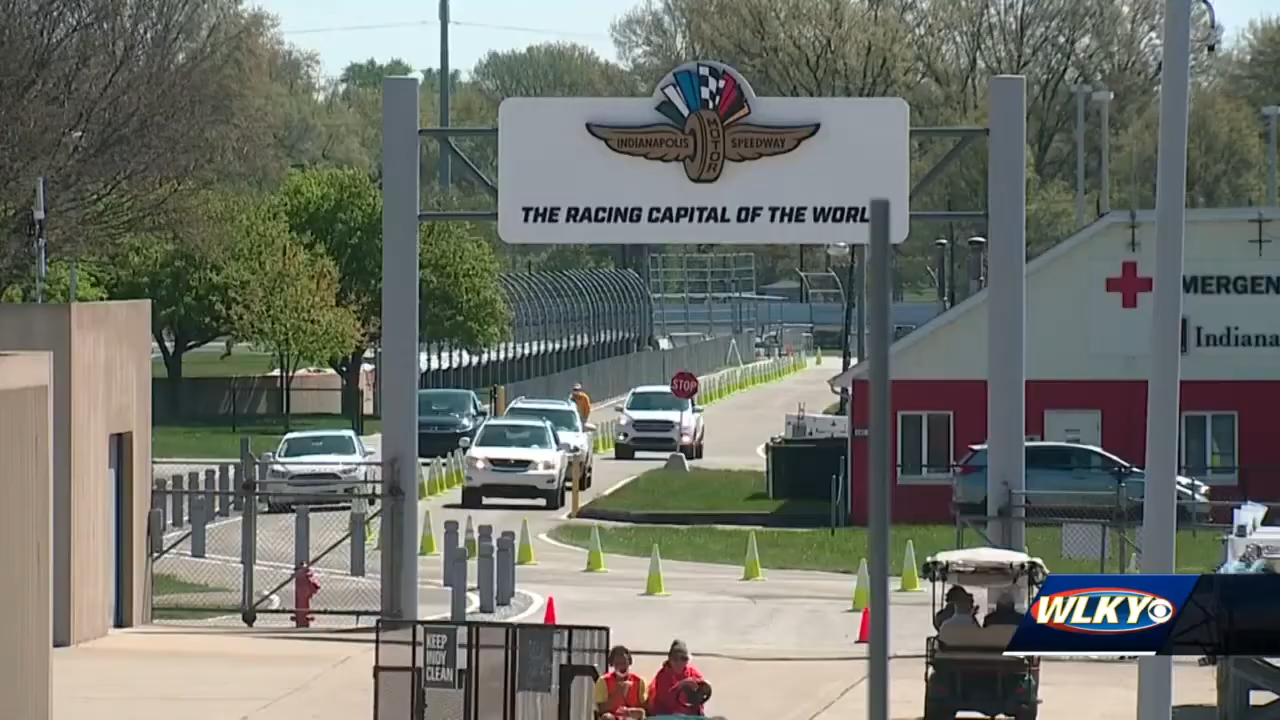 INDIANAPOLIS MOTOR SPEEDWAY
THE RACING CAPITAL OF THE WORL
MERGEN
Indiana
STOP
KEEP
INDY
CLEAN
WLKY